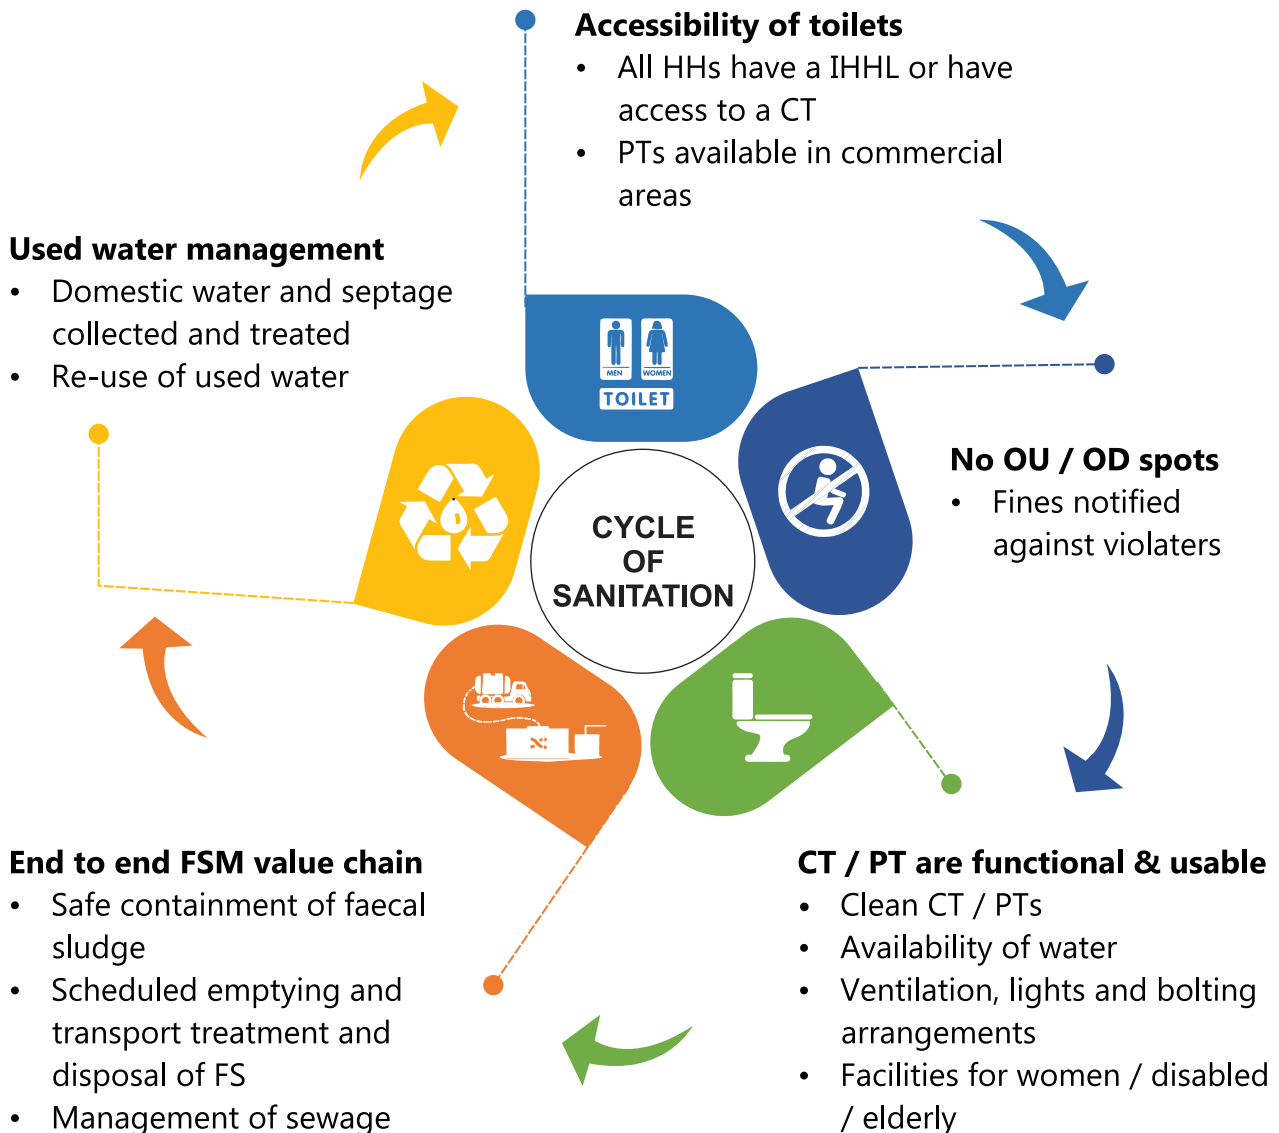 Accessibility of toilets
• All HHs have a IHHL or have
access to a CT
• PTs available in commercial
areas
Used water management
• Domestic water and septage
collected and treated
• Re-use of used water
MEN
WOMEN
TOILET
No OU / OD spots
• Fines notified
against violaters
CYCLE
OF
SANITATION
End to end FSM value chain
• Safe containment of faecal
sludge
• Scheduled emptying and
transport treatment and
disposal of FS
• Management of sewage
CT / PT are functional & usable
• Clean CT / PTs
• Availability of water
• Ventilation, lights and bolting
arrangements
• Facilities for women / disabled
/ elderly